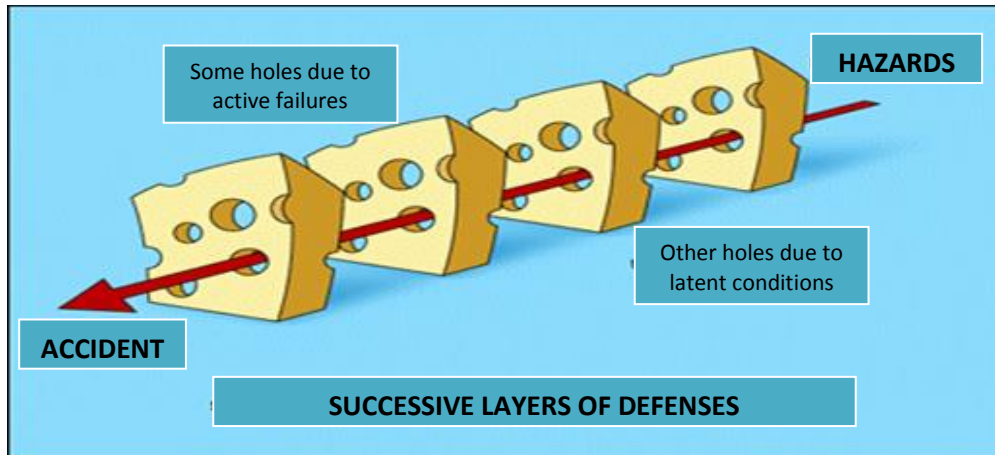 Some holes due to
active failures
HAZARDS
Other holes due to
latent conditions
ACCIDENT
SUCCESSIVE LAYERS OF DEFENSES